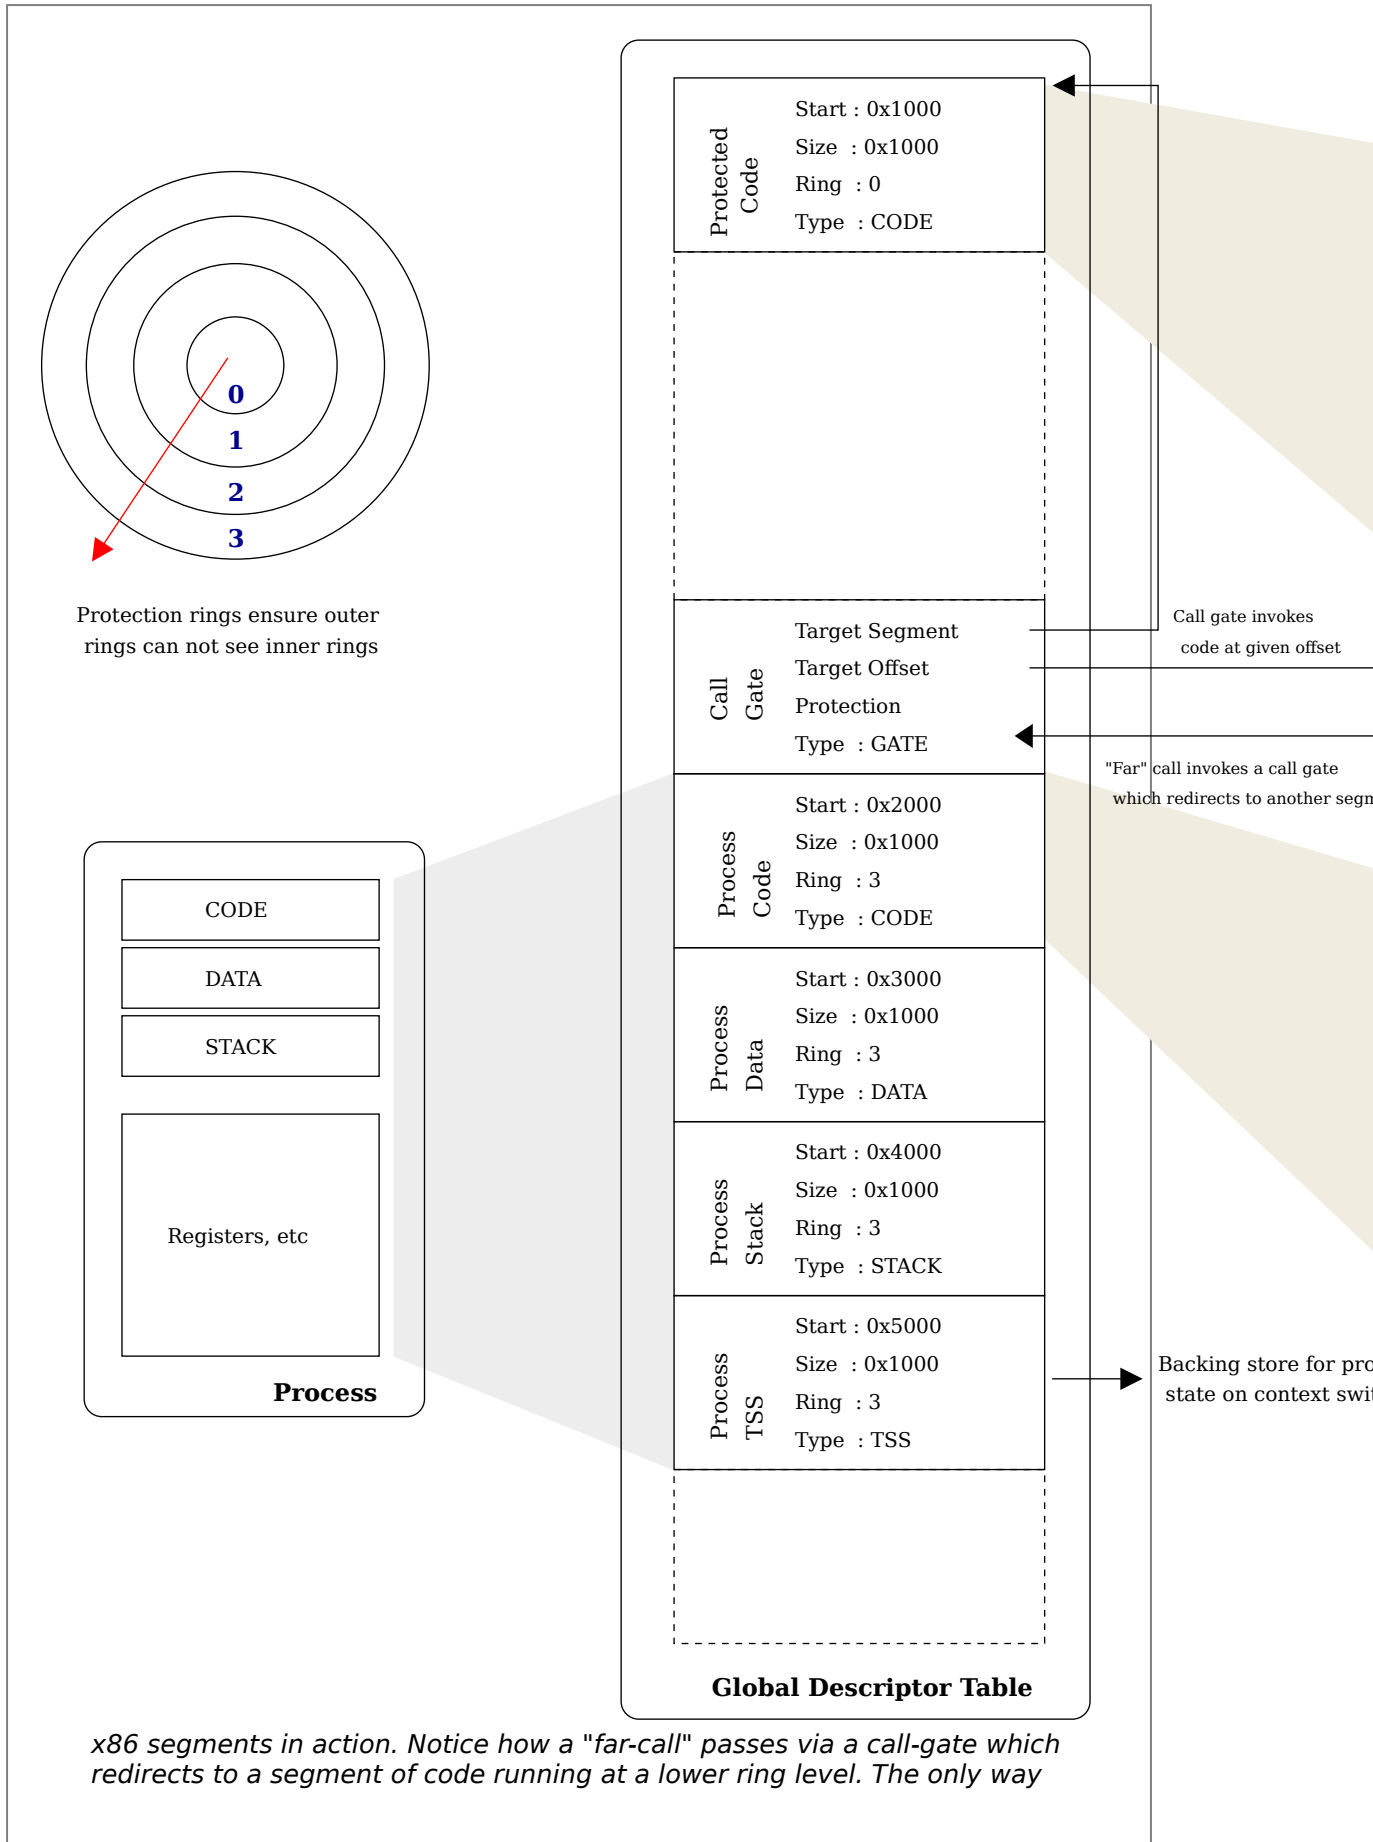 0
1
2
3
Protection rings ensure outer
rings can not see inner rings
CODE
DATA
STACK
Registers, etc
Process
Protected
Code
Start : 0x1000
Size : 0x1000
Ring : 0
Type : CODE
Call
Gate
Target Segment
Target Offset
Protection
Type : GATE
Process
Code
Start : 0x2000
Size : 0x1000
Ring : 3
Type : CODE
Process
Data
Start : 0x3000
Size : 0x1000
Ring : 3
Type : DATA
Process
Stack
Start : 0x4000
Size : 0x1000
Ring : 3
Type : STACK
Process
TSS
Start : 0x5000
Size : 0x1000
Ring : 3
Type : TSS
Global Descriptor Table
Call gate invokes
code at given offset
"Far" call invokes a call gate
which redirects to another
Backing store for
state on context
x86 segments in action. Notice how a "far-call" passes via a call-gate which
redirects to a segment of code running at a lower ring level. The only way